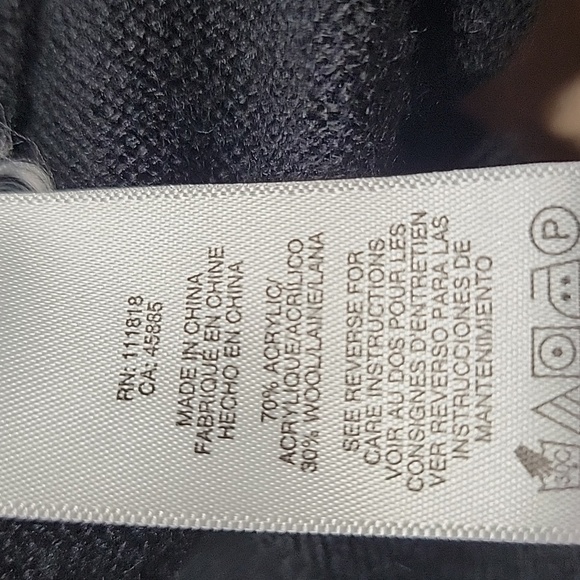 RN: 111818
CA: 45885
MADE IN CHINA
FABRIQUÉ EN CHINE
HECHO EN CHINA
70% ACRYLIC/
ACRYLIQUE/ACRÍLICO
30% WOOL/LAINE/LANA
SEE REVERSE FOR
CARE INSTRUCTIONS
VOIR AU DOS POUR LES
CONSIGNES D'ENTRETIEN
VER REVERSO PARA LAS
INSTRUCCIONES DE
MANTENIMIENTO
30C
P